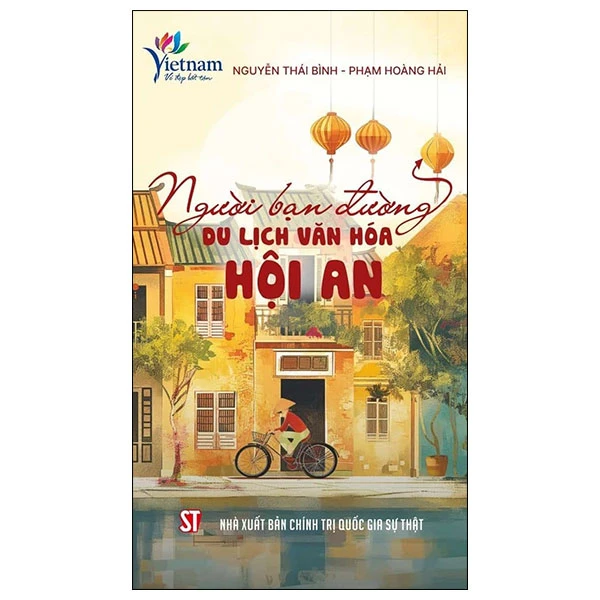 Vietnam
Vẻ đẹp bất tận
NGUYỄN THÁI BÌNH - PHẠM HOÀNG HẢI
Người bạn đường
DU LỊCH VĂN HÓA
HỘI AN
ST
NHÀ XUẤT BẢN CHÍNH TRỊ QUỐC GIA SỰ THẬT